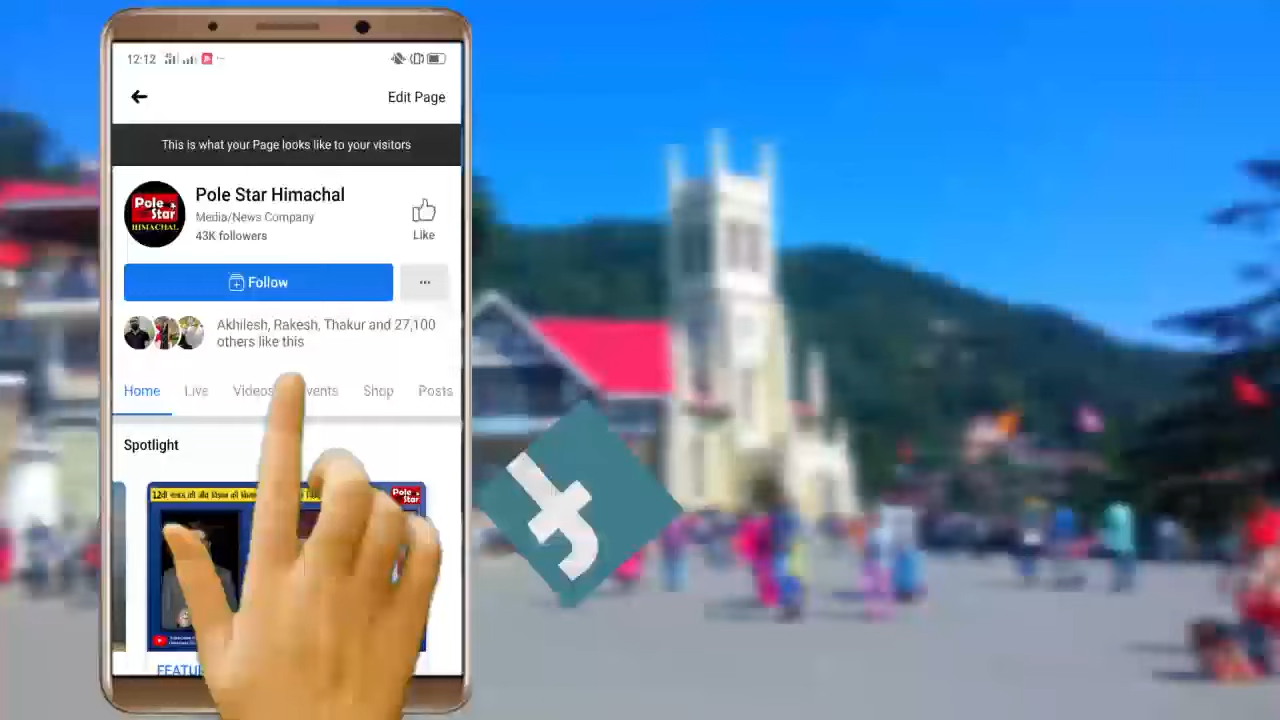 12:12
Edit Page
This is what your Page looks like to your visitors
Pole Star Himachal
Pole
Star
HIMACHAL
Media/News Company
43K followers
Like
Follow
Akhilesh, Rakesh, Thakur and 27,100
others like this
Home Live Videos vents Shop Posts
Spotlight
12वीं कक्षा की जीव विज्ञान की
Pole
Star
FEATU